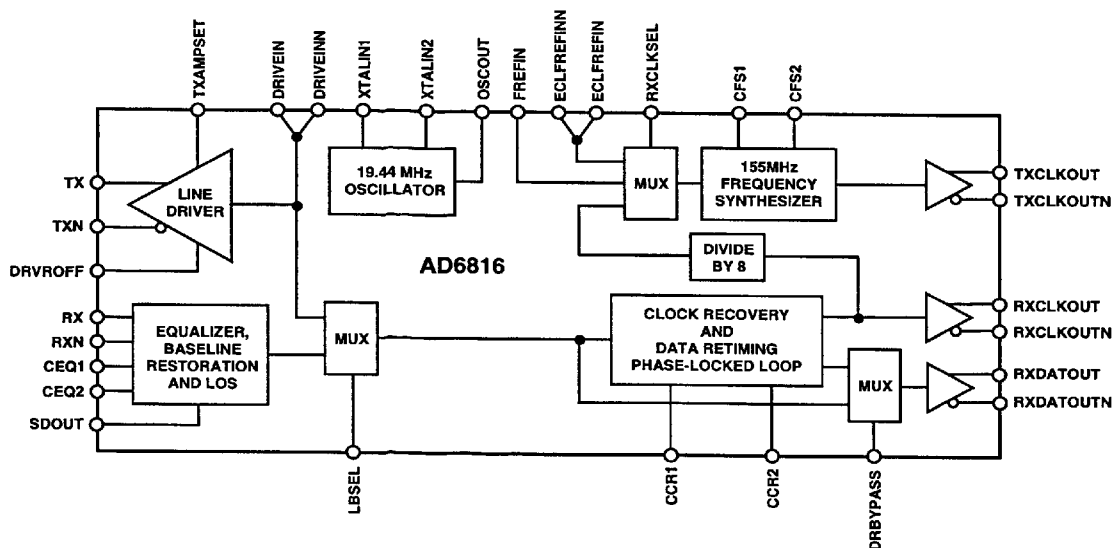 TXAMPSET
DRIVEIN
DRIVEINN
XTALIN1
XTALIN2
OSCOUT
FREFIN
ECLFREFINN
ECLFREFIN
RXCLKSEL
CFS1
CFS2
TX
TXN
DRVROFF
RX
RXN
CEQ1
CEQ2
SDOUT
LINE
DRIVER
19.44 MHz
OSCILLATOR
MUX
155MHz
FREQUENCY
SYNTHESIZER
TXCLKOUT
TXCLKOUTN
DIVIDE
BY 8
AD6816
EQUALIZER,
BASELINE
RESTORATION
AND LOS
MUX
CLOCK RECOVERY
AND
DATA RETIMING
PHASE-LOCKED LOOP
MUX
RXCLKOUT
RXCLKOUTN
RXDATOUT
RXDATOUTN
LBSEL
CCR1
CCR2
DRBYPASS